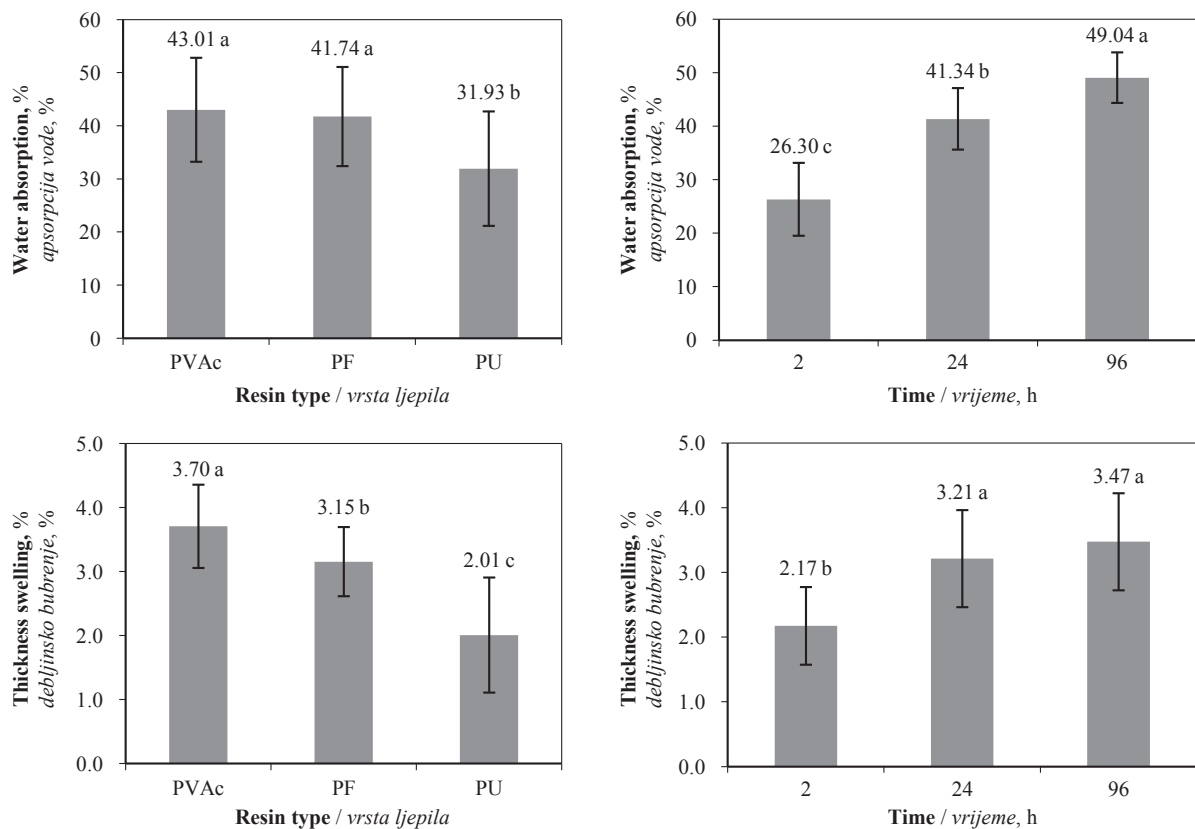 Water absorption, %
apsorpcija vode, %
60
50
40
30
20
10
0
43.01 a
41.74 a
31.93 b
PVAc PF PU
Resin type / vrsta ljepila
Water absorption, %
apsorpcija vode, %
60
50
40
30
20
10
0
26.30 c
41.34 b
49.04 a
2 24 96
Time / vrijeme, h
Thickness swelling, %
debljinsko bubrenje, %
5.0
4.0
3.0
2.0
1.0
0.0
3.70 a
3.15 b
2.01 c
PVAc PF PU
Resin type / vrsta ljepila
Thickness swelling, %
debljinsko bubrenje, %
5.0
4.0
3.0
2.0
1.0
0.0
2.17 b
3.21 a
3.47 a
2 24 96
Time / vrijeme, h